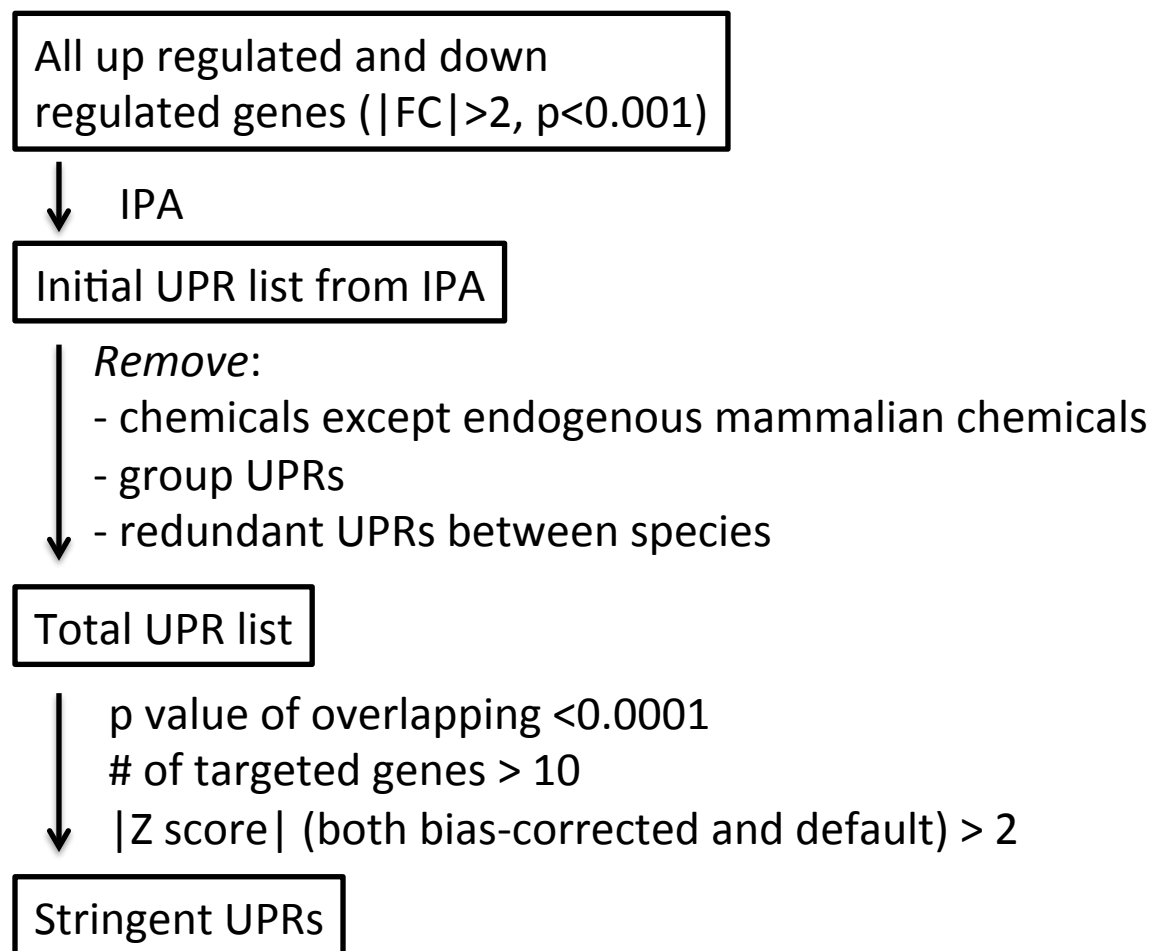 All up regulated and down
regulated genes (|FC|>2, p<0.001)
IPA
Initial UPR list from IPA
Remove:
- chemicals except endogenous mammalian chemicals
- group UPRs
- redundant UPRs between species
Total UPR list
p value of overlapping <0.0001
# of targeted genes > 10
|Z score| (both bias-corrected and default) > 2
Stringent UPRs